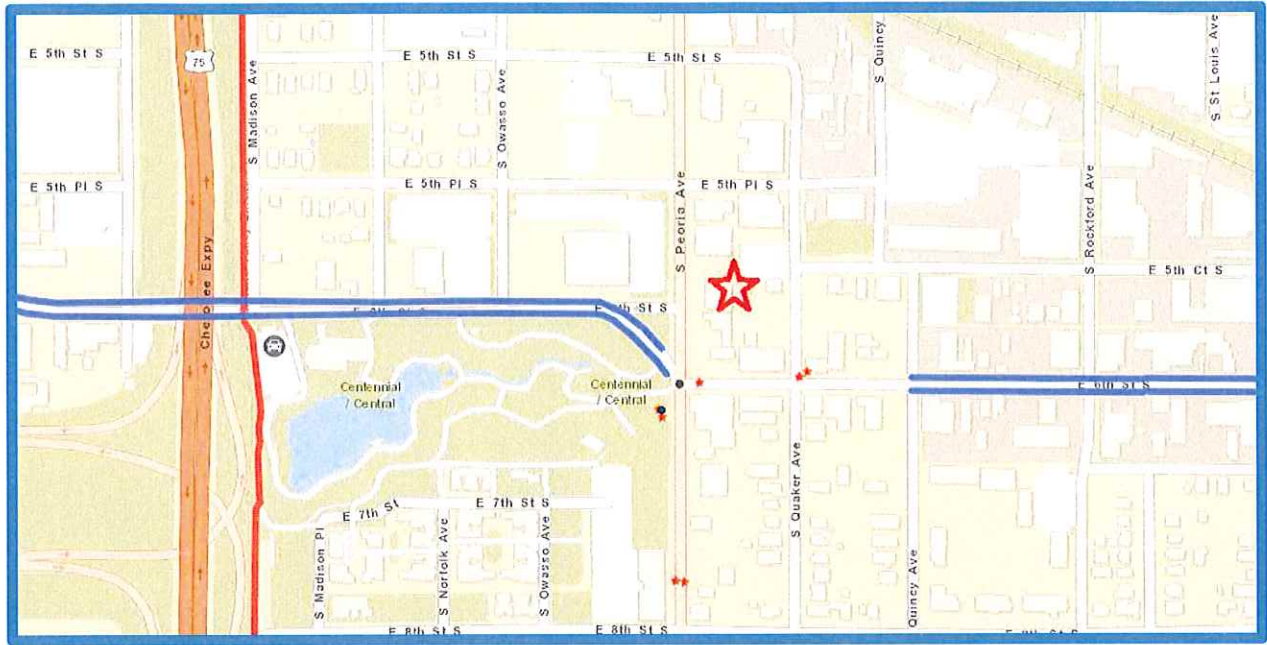 E 5th St S
75
E 5th St S
E 5th St S
S Madison Ave
S Owasso Ave
S Quincy
S St Louis Ave
E 5th Pl S
E 5th Pl S
E 5th Pl S
S Peoria Ave
S Rockford Ave
Cherokee Expy
E 5th Ct S
St S
Centennial
/ Central
Centennial
/ Central
E 6th St S
S Quaker Ave
E 7th St
E 7th St S
S Madison Pl
S Norfolk Ave
S Owasso Ave
Quincy Ave
E 8th St S
E 8th St S